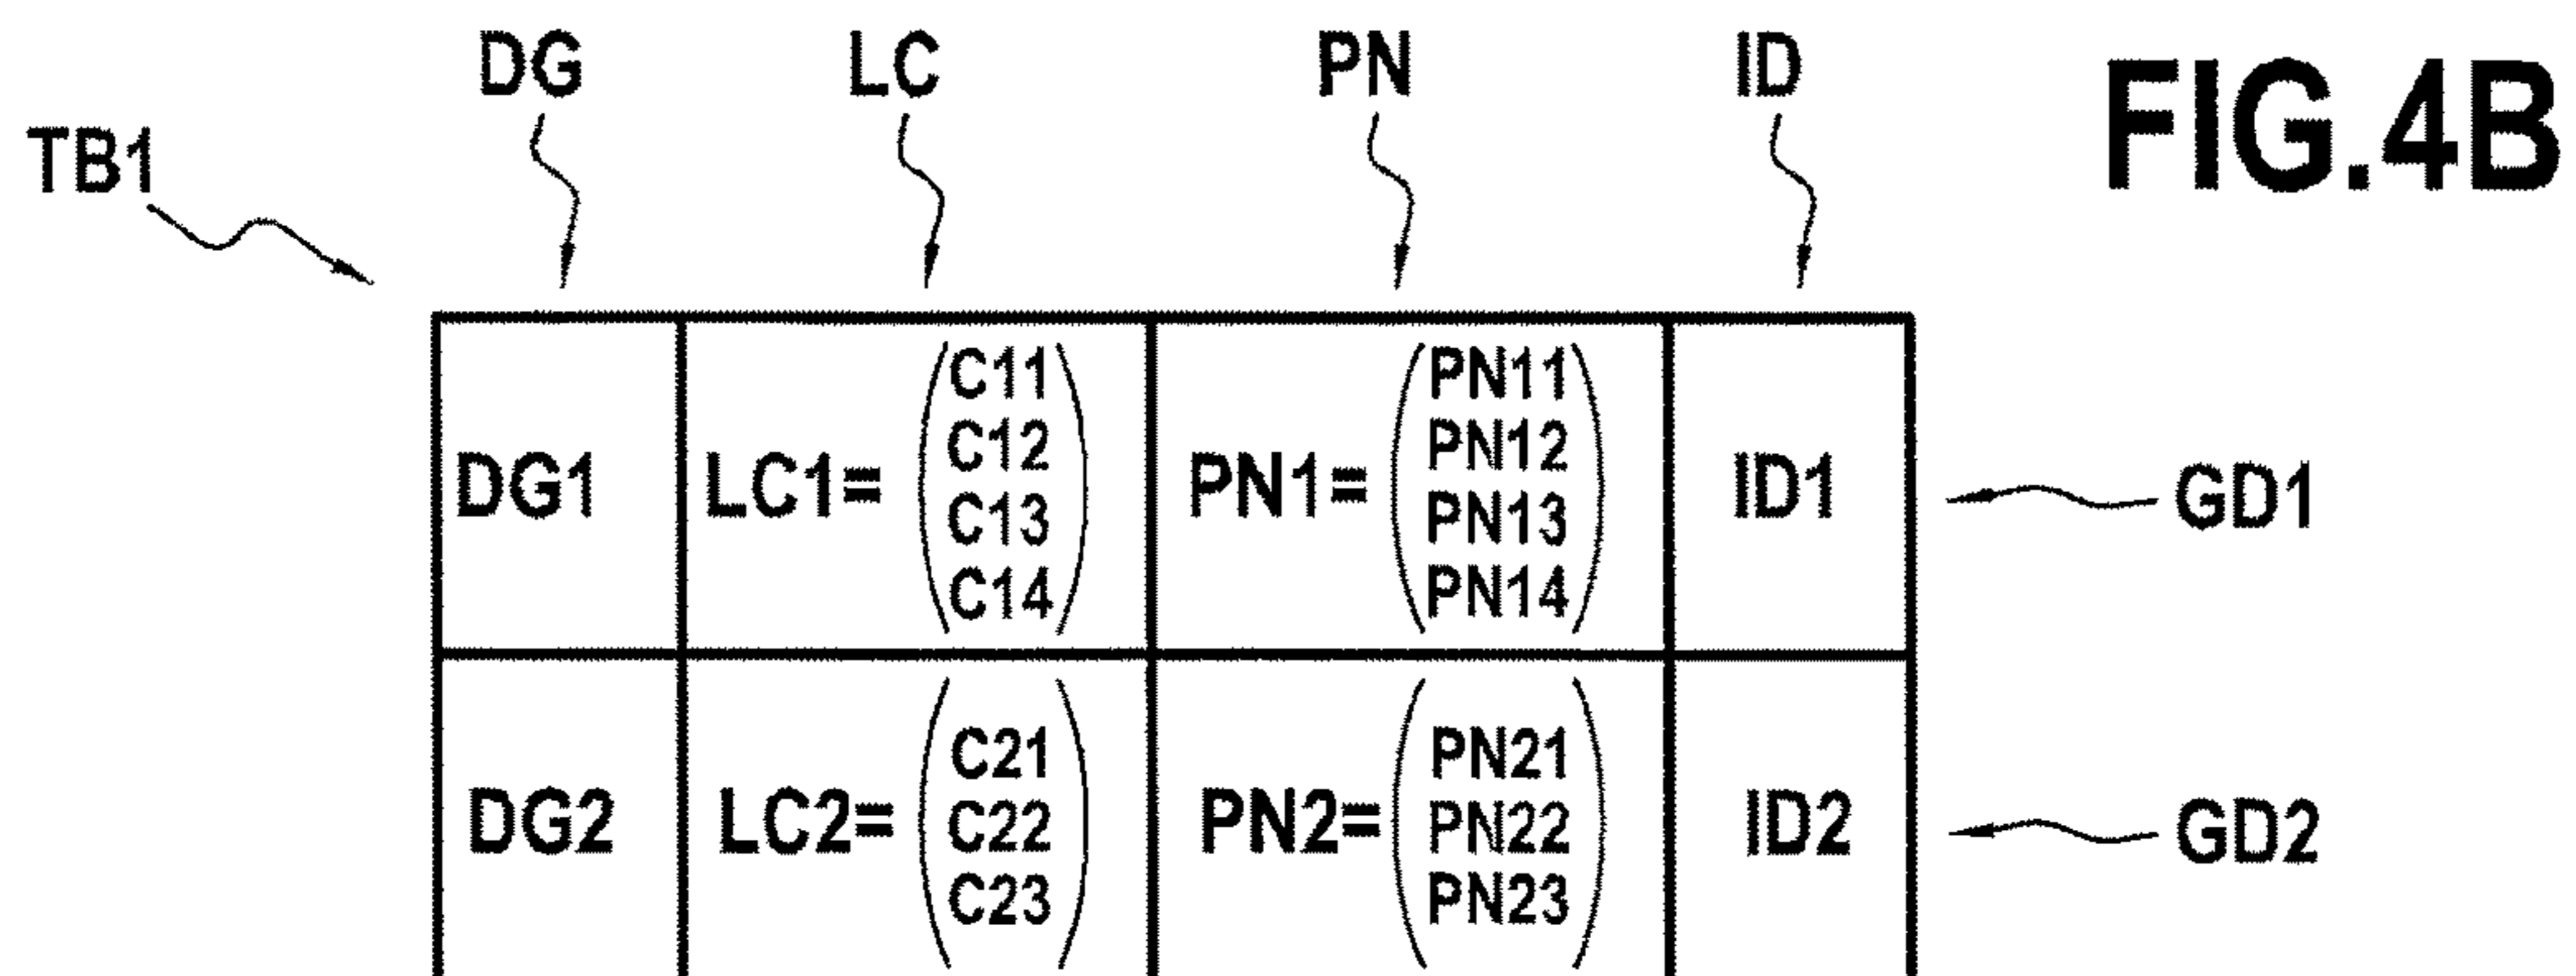 DG LC PN ID
FIG.4B
TB1
DG1 LC1= (C11 C12 C13 C14) PN1= (PN11 PN12 PN13 PN14) ID1 GD1
DG2 LC2= (C21 C22 C23) PN2= (PN21 PN22 PN23) ID2 GD2